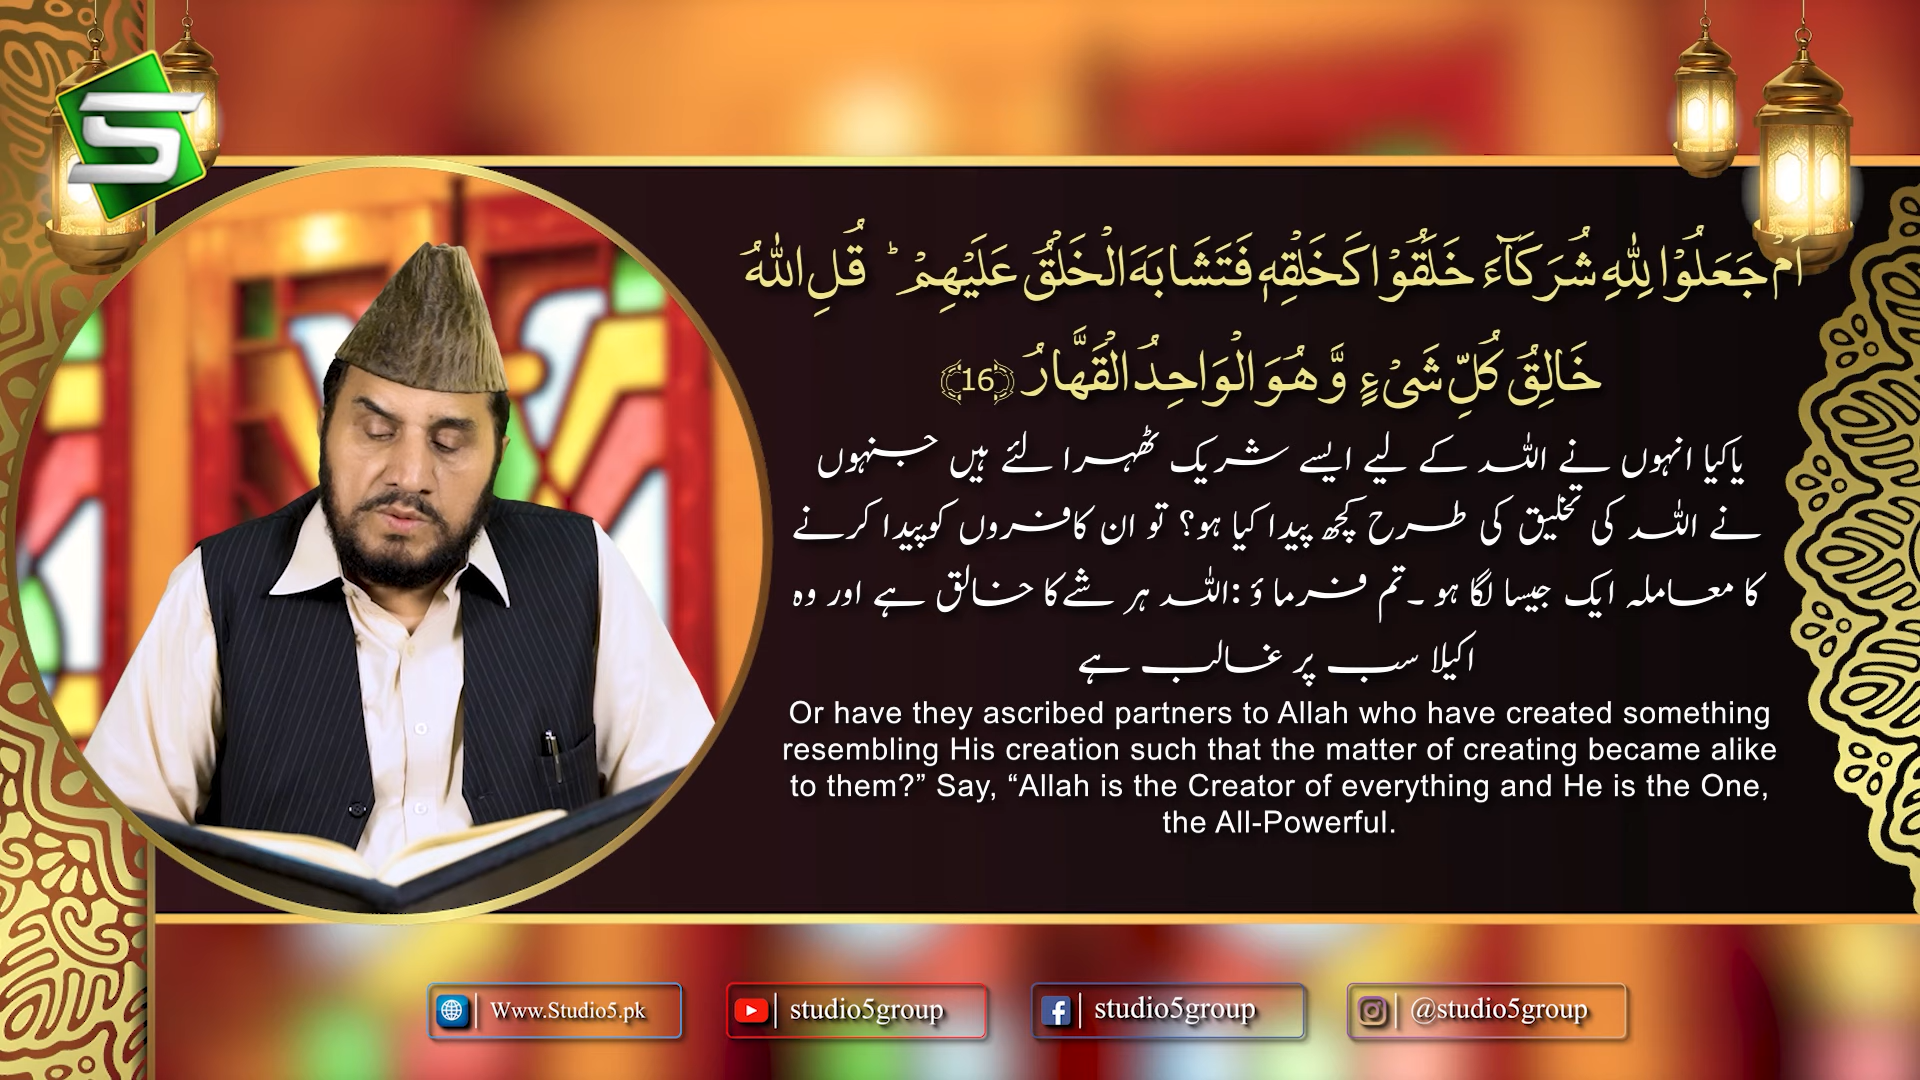 اَمْ جَعَلُوْا لِلّٰهِ شُرَكَآءَ خَلَقُوْا كَخَلْقِهٖ فَتَشَابَهَ الْخَلْقُ عَلَیْهِمْ ؕ قُلِ اللّٰهُ
خَالِقُ كُلِّ شَیْءٍ وَّ هُوَ الْوَاحِدُ الْقَهَّارُ ﴿16﴾
یاکیا انہوں نے اللہ کے لیے ایسے شریک ٹھہرا لئے ہیں جنہوں
نے اللہ کی تخلیق کی طرح کچھ پیدا کیا ہو؟ تو ان کافروں کو پیدا کرنے
کا معاملہ ایک جیسا لگا ہو ۔ تم فرما ؤ :اللہ ہر شے کا خالق ہے اور وہ
اکیلا سب پر غالب ہے
Or have they ascribed partners to Allah who have created something
resembling His creation such that the matter of creating became alike
to them?” Say, “Allah is the Creator of everything and He is the One,
the All-Powerful.
Www.Studio5.pk
studio5group
studio5group
@studio5group